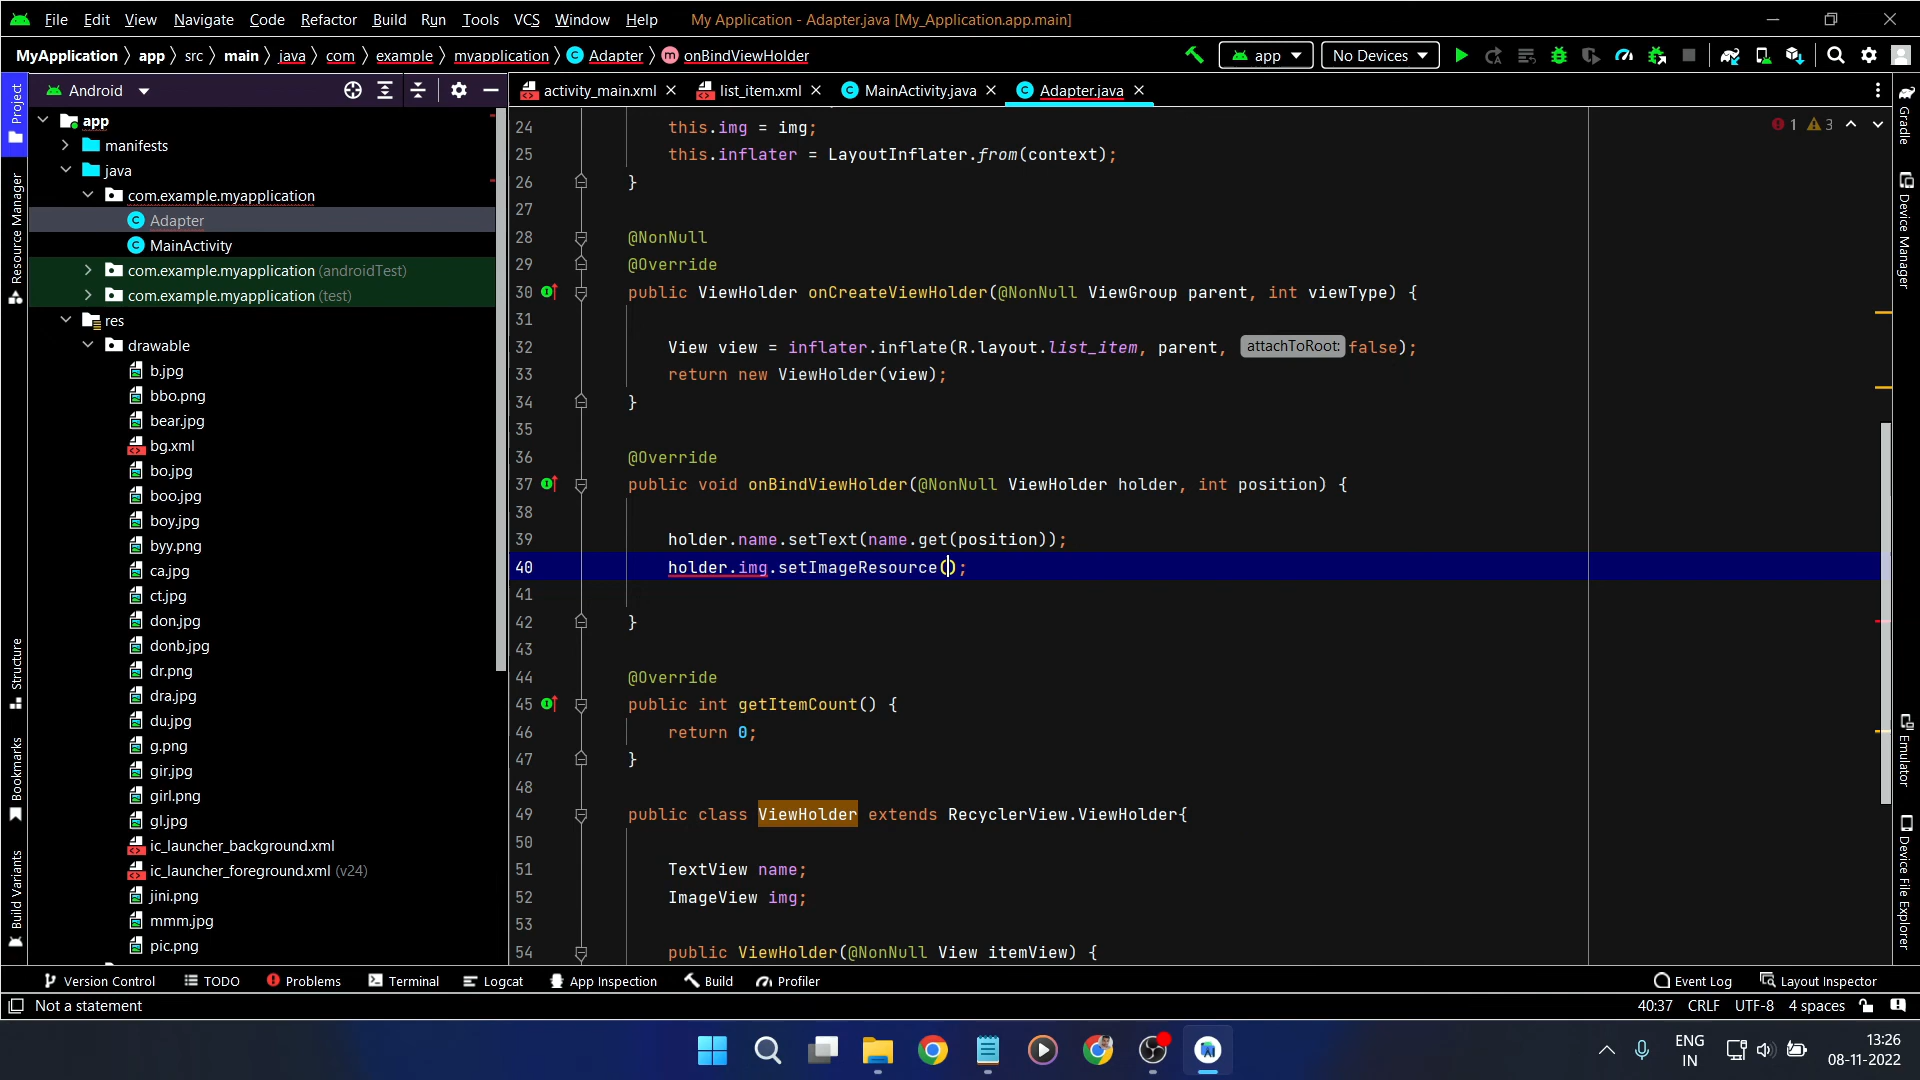 File Edit View Navigate Code Refactor Build Run Tools VCS Window Help My Application - Adapter.java [My_Application.app.main]
MyApplication app src main java com example myapplication Adapter onBindViewHolder app No Devices
Project
Resource Manager
Structure
Bookmarks
Build Variants
Android
app
manifests
java
com.example.myapplication
Adapter
MainActivity
com.example.myapplication (androidTest)
com.example.myapplication (test)
res
drawable
b.jpg
bbo.png
bear.jpg
bg.xml
bo.jpg
boo.jpg
boy.jpg
byy.png
ca.jpg
ct.jpg
don.jpg
donb.jpg
dr.png
dra.jpg
du.jpg
g.png
gir.jpg
girl.png
gl.jpg
ic_launcher_background.xml
ic_launcher_foreground.xml (v24)
jini.png
mmm.jpg
pic.png
activity_main.xml list_item.xml MainActivity.java Adapter.java
1 3
24 this.img = img;
25 this.inflater = LayoutInflater.from(context);
26 }
27
28 @NonNull
29 @Override
30 public ViewHolder onCreateViewHolder(@NonNull ViewGroup parent, int viewType) {
31
32 View view = inflater.inflate(R.layout.list_item, parent, attachToRoot: false);
33 return new ViewHolder(view);
34 }
35
36 @Override
37 public void onBindViewHolder(@NonNull ViewHolder holder, int position) {
38
39 holder.name.setText(name.get(position));
40 holder.img.setImageResource();
41
42 }
43
44 @Override
45 public int getItemCount() {
46 return 0;
47 }
48
49 public class ViewHolder extends RecyclerView.ViewHolder{
50
51 TextView name;
52 ImageView img;
53
54 public ViewHolder(@NonNull View itemView) {
Gradle
Device Manager
Emulator
Device File Explorer
Version Control TODO Problems Terminal Logcat App Inspection Build Profiler Event Log Layout Inspector
Not a statement 40:37 CRLF UTF-8 4 spaces
ENG
IN
13:26
08-11-2022